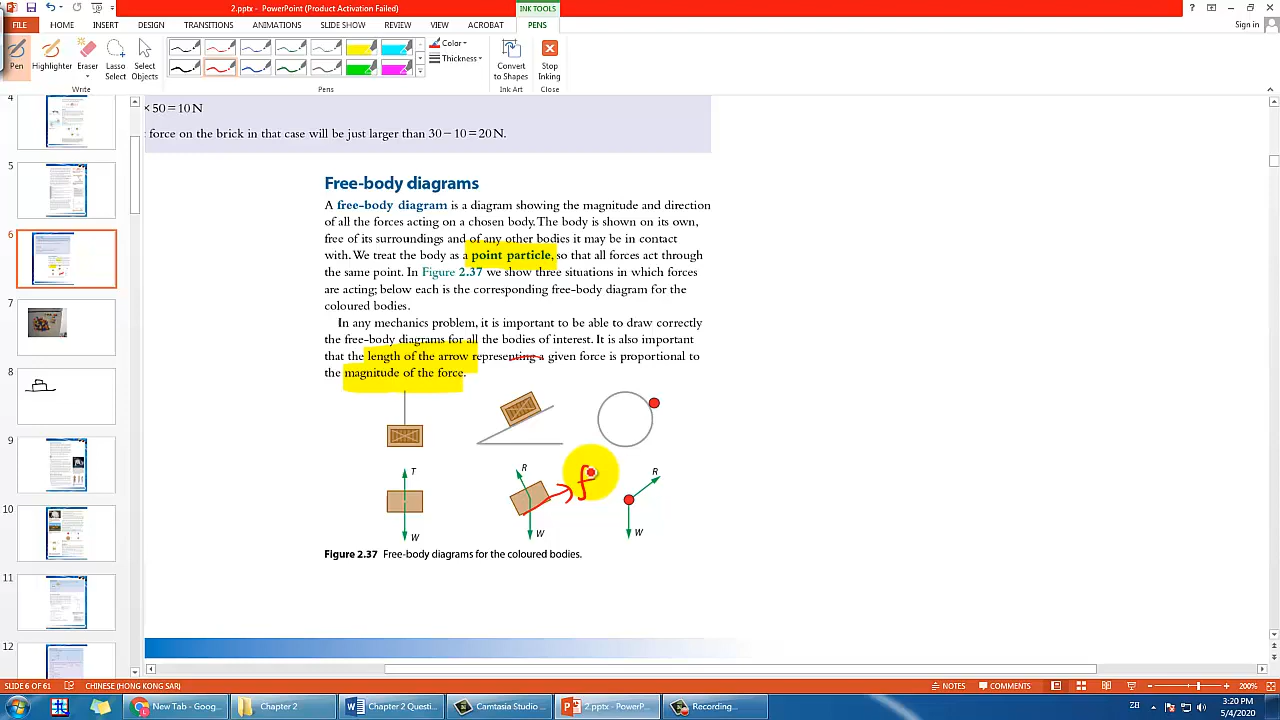 2.pptx - PowerPoint (Product Activation Failed)
INK TOOLS
FILE HOME INSERT DESIGN TRANSITIONS ANIMATIONS SLIDE SHOW REVIEW VIEW ACROBAT PENS
Sign in
Pen Highlighter Eraser Lasso Select Select Objects
Color Thickness
Convert to Shapes
Stop Inking
Write Pens Insert Close
4
5
6
7
8
9
10
11
12
× 50 = 10 N
force on the brick in that case will be just larger than 30 − 10 = 20 N
Free-body diagrams
A free-body diagram is a diagram showing the magnitude and direction
of all the forces acting on a chosen body. The body is shown on its own,
free of its surroundings and of any other bodies it may be in contact
with. We treat the body as a point particle, so that all forces act through
the same point. In Figure 2.37 we show three situations in which forces
are acting; below each is the corresponding free-body diagram for the
coloured bodies.
In any mechanics problem, it is important to be able to draw correctly
the free-body diagrams for all the bodies of interest. It is also important
that the length of the arrow representing a given force is proportional to
the magnitude of the force.
T
R
f
R
W
W
W
Figure 2.37 Free-body diagrams for the coloured bodies.
SLIDE 6 OF 61 CHINESE (HONG KONG SAR) NOTES COMMENTS 200%
New Tab - Goog...
Chapter 2
Chapter 2 Questi...
Camtasia Studio ...
2.pptx - PowerP...
Recording...
ZH
3:20 PM
5/4/2020